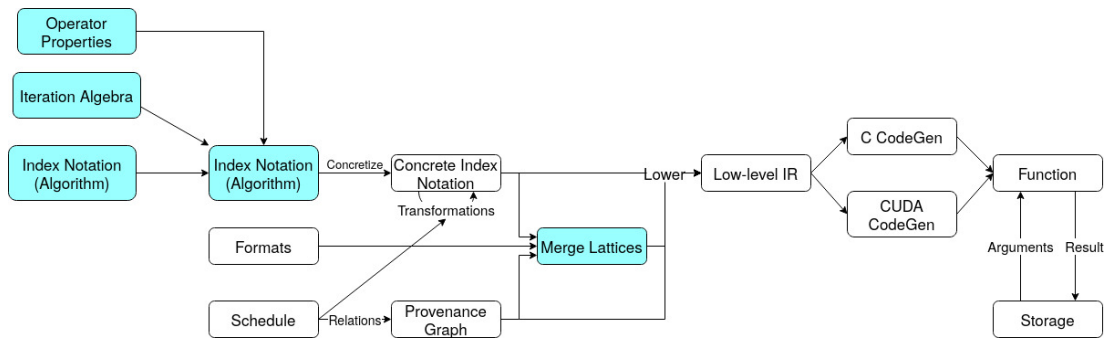 Operator
Properties
Iteration Algebra
Index Notation
(Algorithm)
Index Notation
(Algorithm)
Concretize
Concrete Index
Notation
Transformations
Formats
Merge Lattices
Schedule
Relations
Provenance
Graph
Lower
Low-level IR
C CodeGen
CUDA
CodeGen
Function
Arguments
Result
Storage